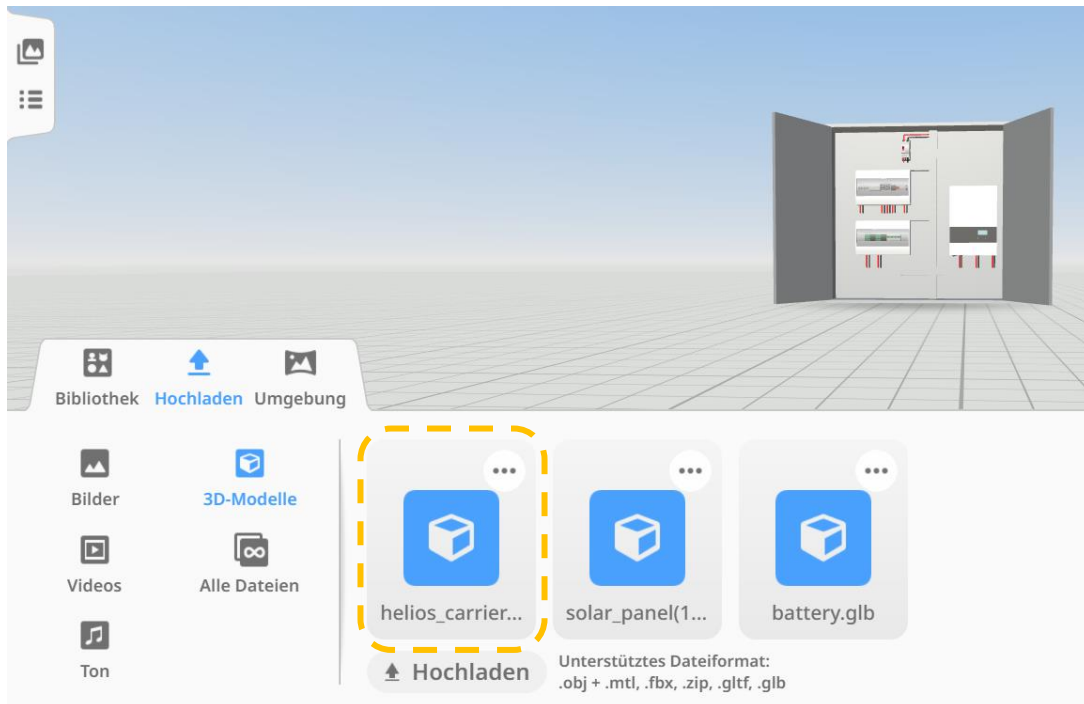 Bibliothek Hochladen Umgebung
Bilder 3D-Modelle
Videos Alle Dateien
Ton
helios_carrier... solar_panel(1... battery.glb
Hochladen
Unterstütztes Dateiformat:
.obj + .mtl, .fbx, .zip, .gltf, .glb